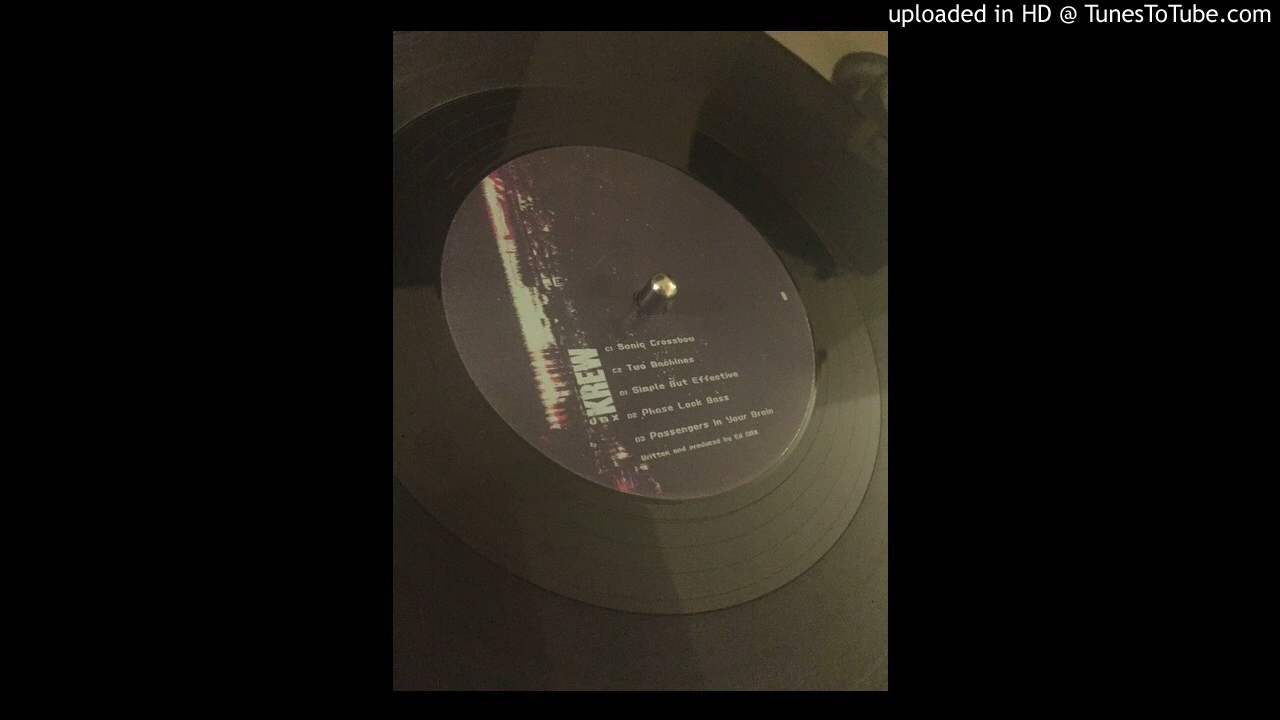 uploaded in HD @ TunesToTube.com
KREW
DMX
C1 Sonic Crossbow
C2 Two Machines
D1 Simple But Effective
D2 Phase Lock Bass
D3 Passengers In Your Brain
Written and produced by Ed DMX